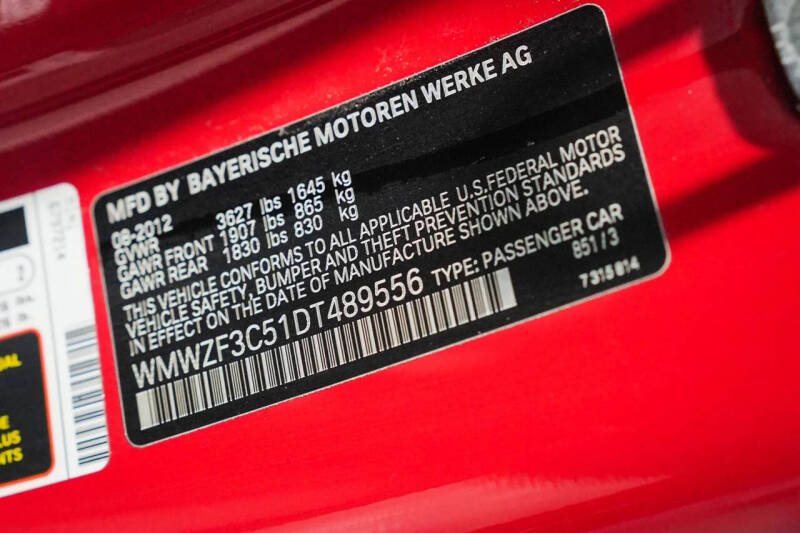 MFD BY BAYERISCHE MOTOREN WERKE AG
08-2012
GVWR 3627 lbs 1645 kg
GAWR FRONT 1907 lbs 865 kg
GAWR REAR 1830 lbs 830 kg
THIS VEHICLE CONFORMS TO ALL APPLICABLE U.S.FEDERAL MOTOR
VEHICLE SAFETY, BUMPER AND THEFT PREVENTION STANDARDS
IN EFFECT ON THE DATE OF MANUFACTURE SHOWN ABOVE.
WMWZF3C51DT489556 TYPE: PASSENGER CAR
851/3
7315814
2